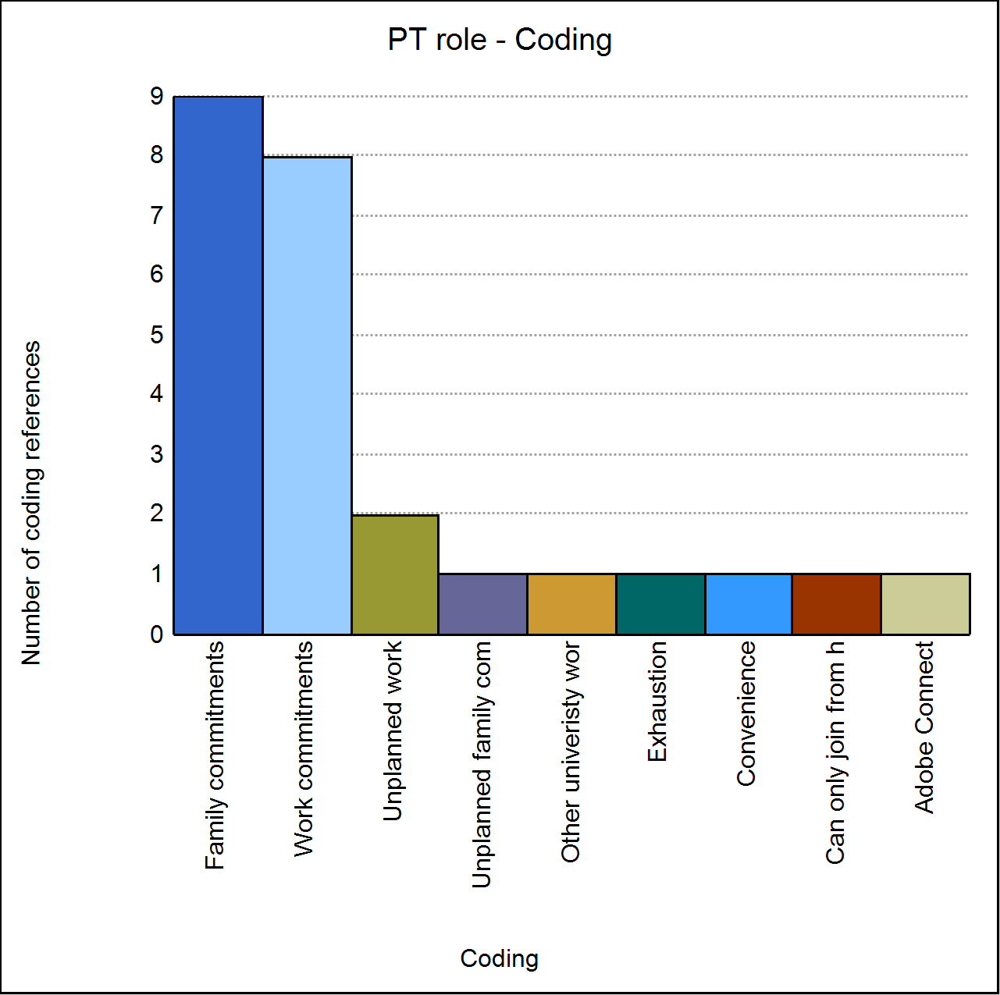 PT role - Coding
Number of coding references
9
8
7
6
5
4
3
2
1
0
Family commitments
Work commitments
Unplanned work
Unplanned family com
Other univeristy wor
Exhaustion
Convenience
Can only join from h
Adobe Connect
Coding